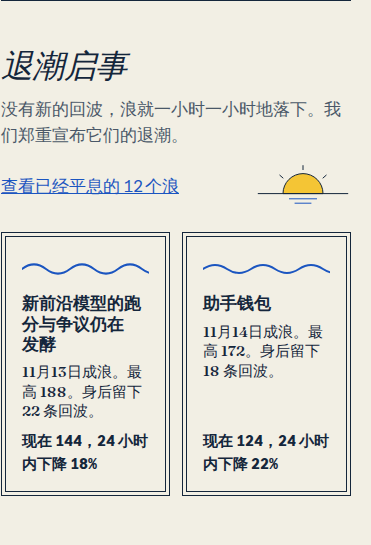 退潮启事
没有新的回波，浪就一小时一小时地落下。我
们郑重宣布它们的退潮。
查看已经平息的 12 个浪
新前沿模型的跑
分与争议仍在
发酵
11月13日成浪。最
高 188。身后留下
22 条回波。
现在 144，24 小时
内下降 18%
助手钱包
11月14日成浪。最
高 172。身后留下
18 条回波。
现在 124，24 小时
内下降 22%